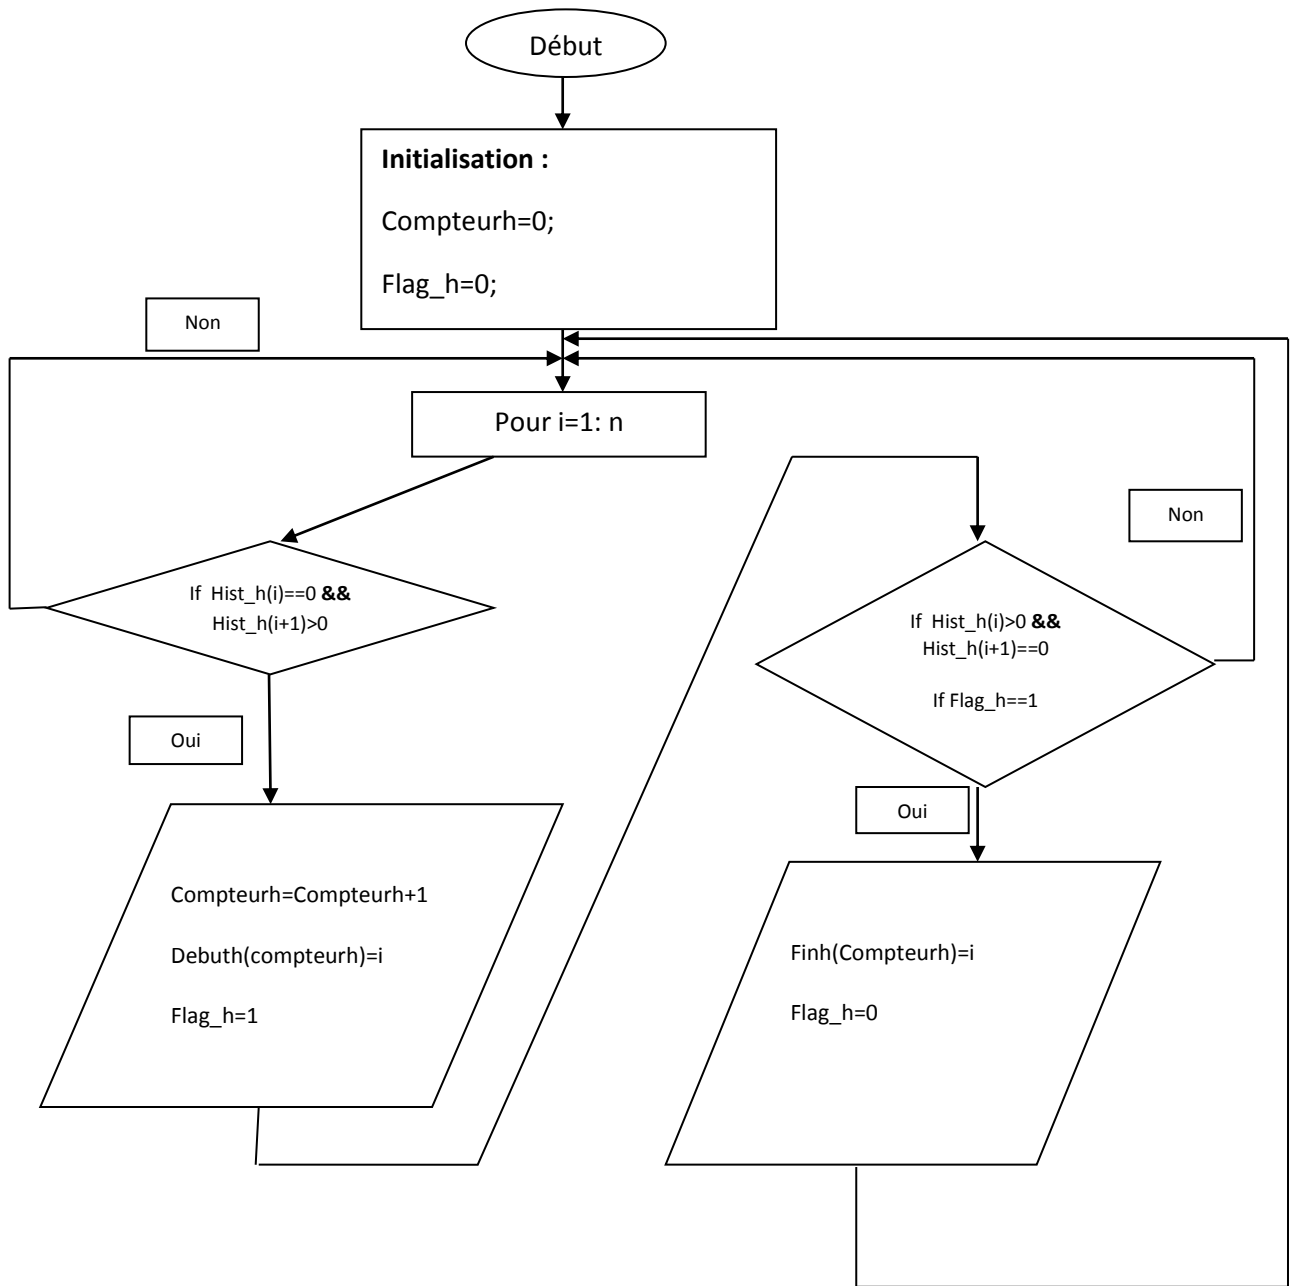 Début
Initialisation :
Compteurh=0;
Flag_h=0;
Non
Pour i=1: n
Non
If Hist_h(i)==0 &&
Hist_h(i+1)>0
If Hist_h(i)>0 &&
Hist_h(i+1)==0
If Flag_h==1
Oui
Oui
Compteurh=Compteurh+1
Debuth(compteurh)=i
Flag_h=1
Finh(Compteurh)=i
Flag_h=0